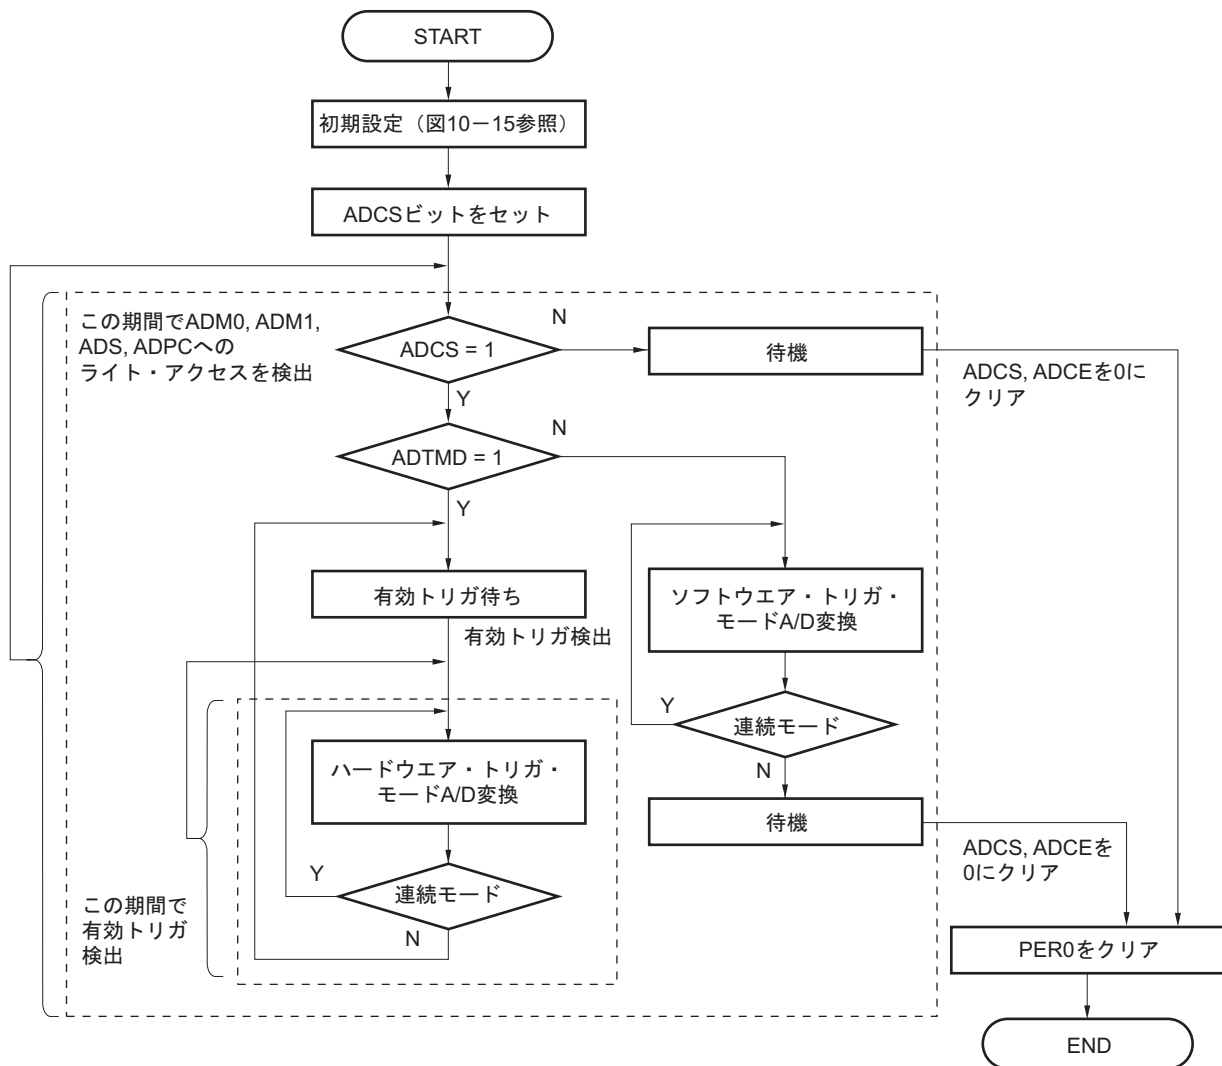 START
初期設定（図10－15参照）
ADCSビットをセット
この期間でADM0, ADM1,
ADS, ADPCへの
ライト・アクセスを検出
ADCS = 1
N
待機
ADCS, ADCEを0に
クリア
Y
ADTMD = 1
N
Y
有効トリガ待ち
有効トリガ検出
ソフトウエア・トリガ・
モードA/D変換
Y
連続モード
N
待機
ADCS, ADCEを
0にクリア
ハードウエア・トリガ・
モードA/D変換
Y
連続モード
N
この期間で
有効トリガ
検出
PER0をクリア
END